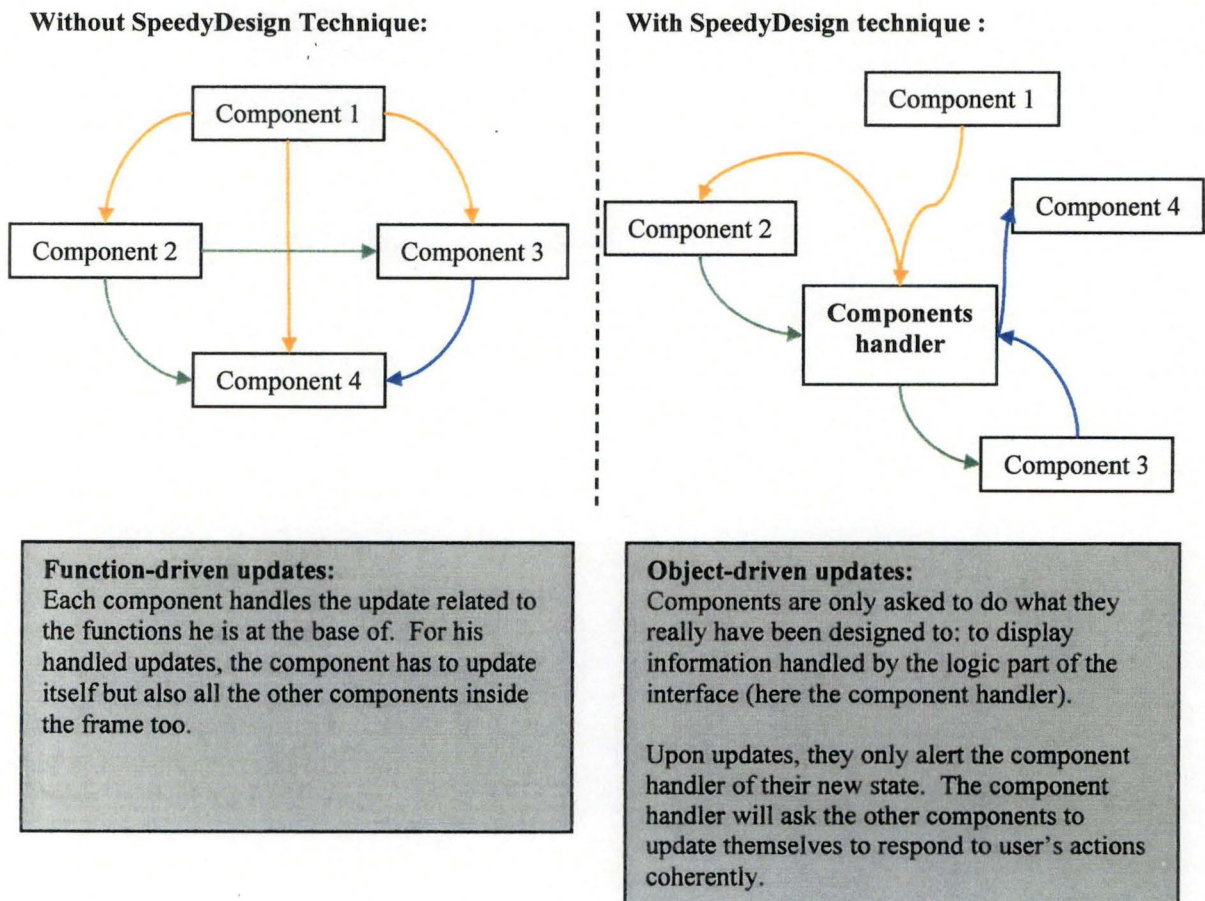 Without SpeedyDesign Technique:
Component 1
Component 2
Component 3
Component 4
Function-driven updates:
Each component handles the update related to
the functions he is at the base of. For his
handled updates, the component has to update
itself but also all the other components inside
the frame too.
With SpeedyDesign technique :
Component 1
Component 2
Component 4
Components
handler
Component 3
Object-driven updates:
Components are only asked to do what they
really have been designed to: to display
information handled by the logic part of the
interface (here the component handler).
Upon updates, they only alert the component
handler of their new state. The component
handler will ask the other components to
update themselves to respond to user's actions
coherently.